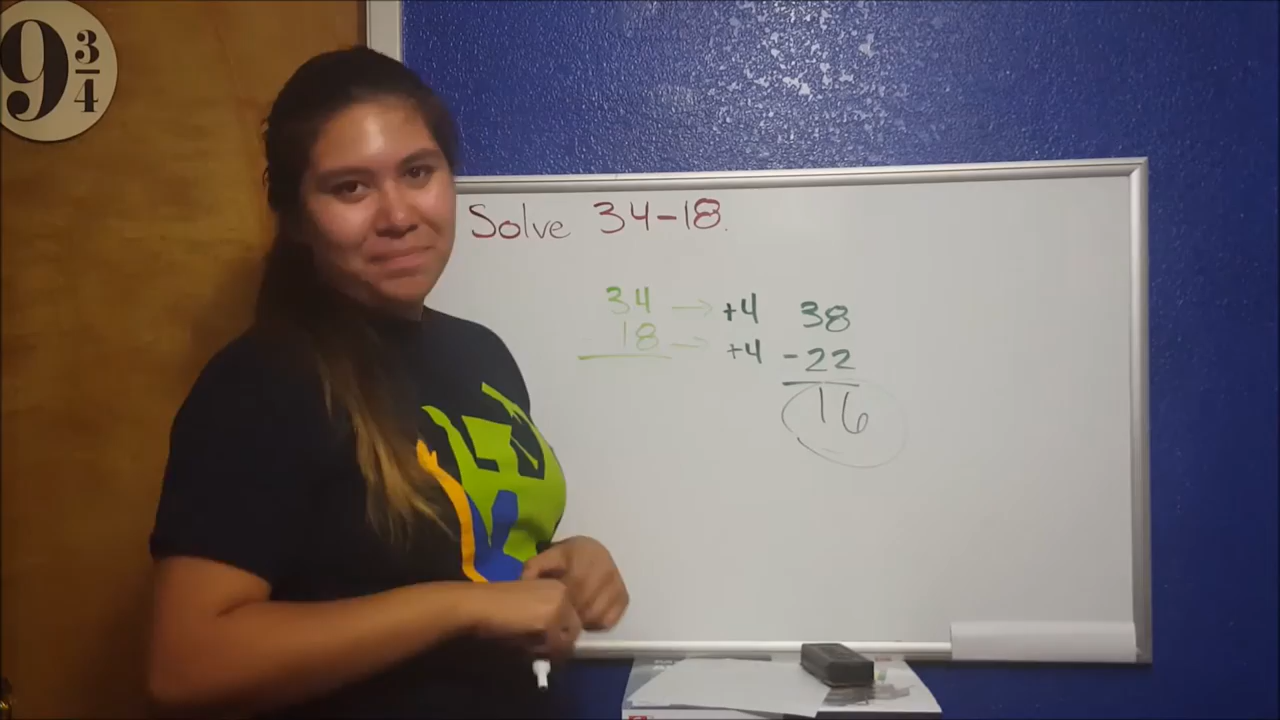 9 3/4
Solve 34-18.
34 → +4 38
18 → +4 -22
16